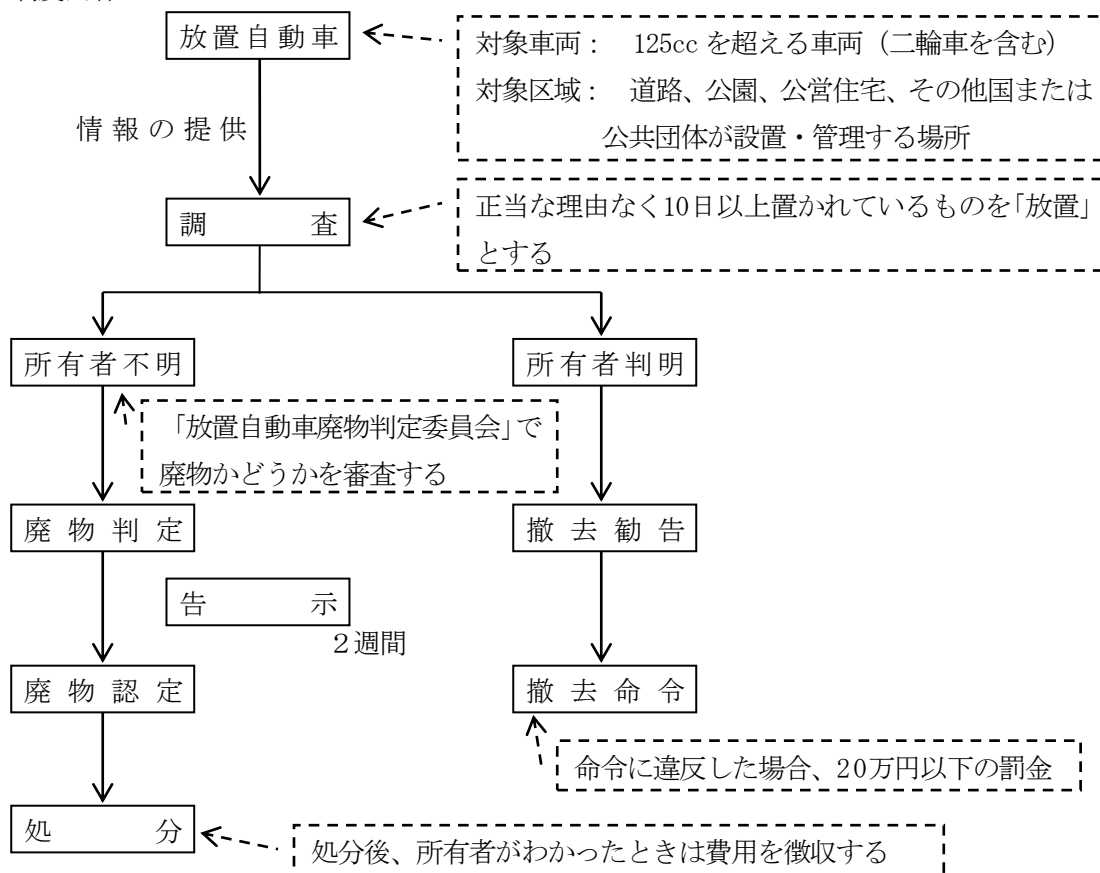 放置自動車
対象車両： 125cc を超える車両（二輪車を含む）
対象区域： 道路、公園、公営住宅、その他国または
公共団体が設置・管理する場所
情報の提供
調査
正当な理由なく10日以上置かれているものを「放置」
とする
所有者不明
所有者判明
「放置自動車廃物判定委員会」で
廃物かどうかを審査する
廃物判定
撤去勧告
告示
２週間
廃物認定
撤去命令
命令に違反した場合、20万円以下の罰金
処分
処分後、所有者がわかったときは費用を徴収する